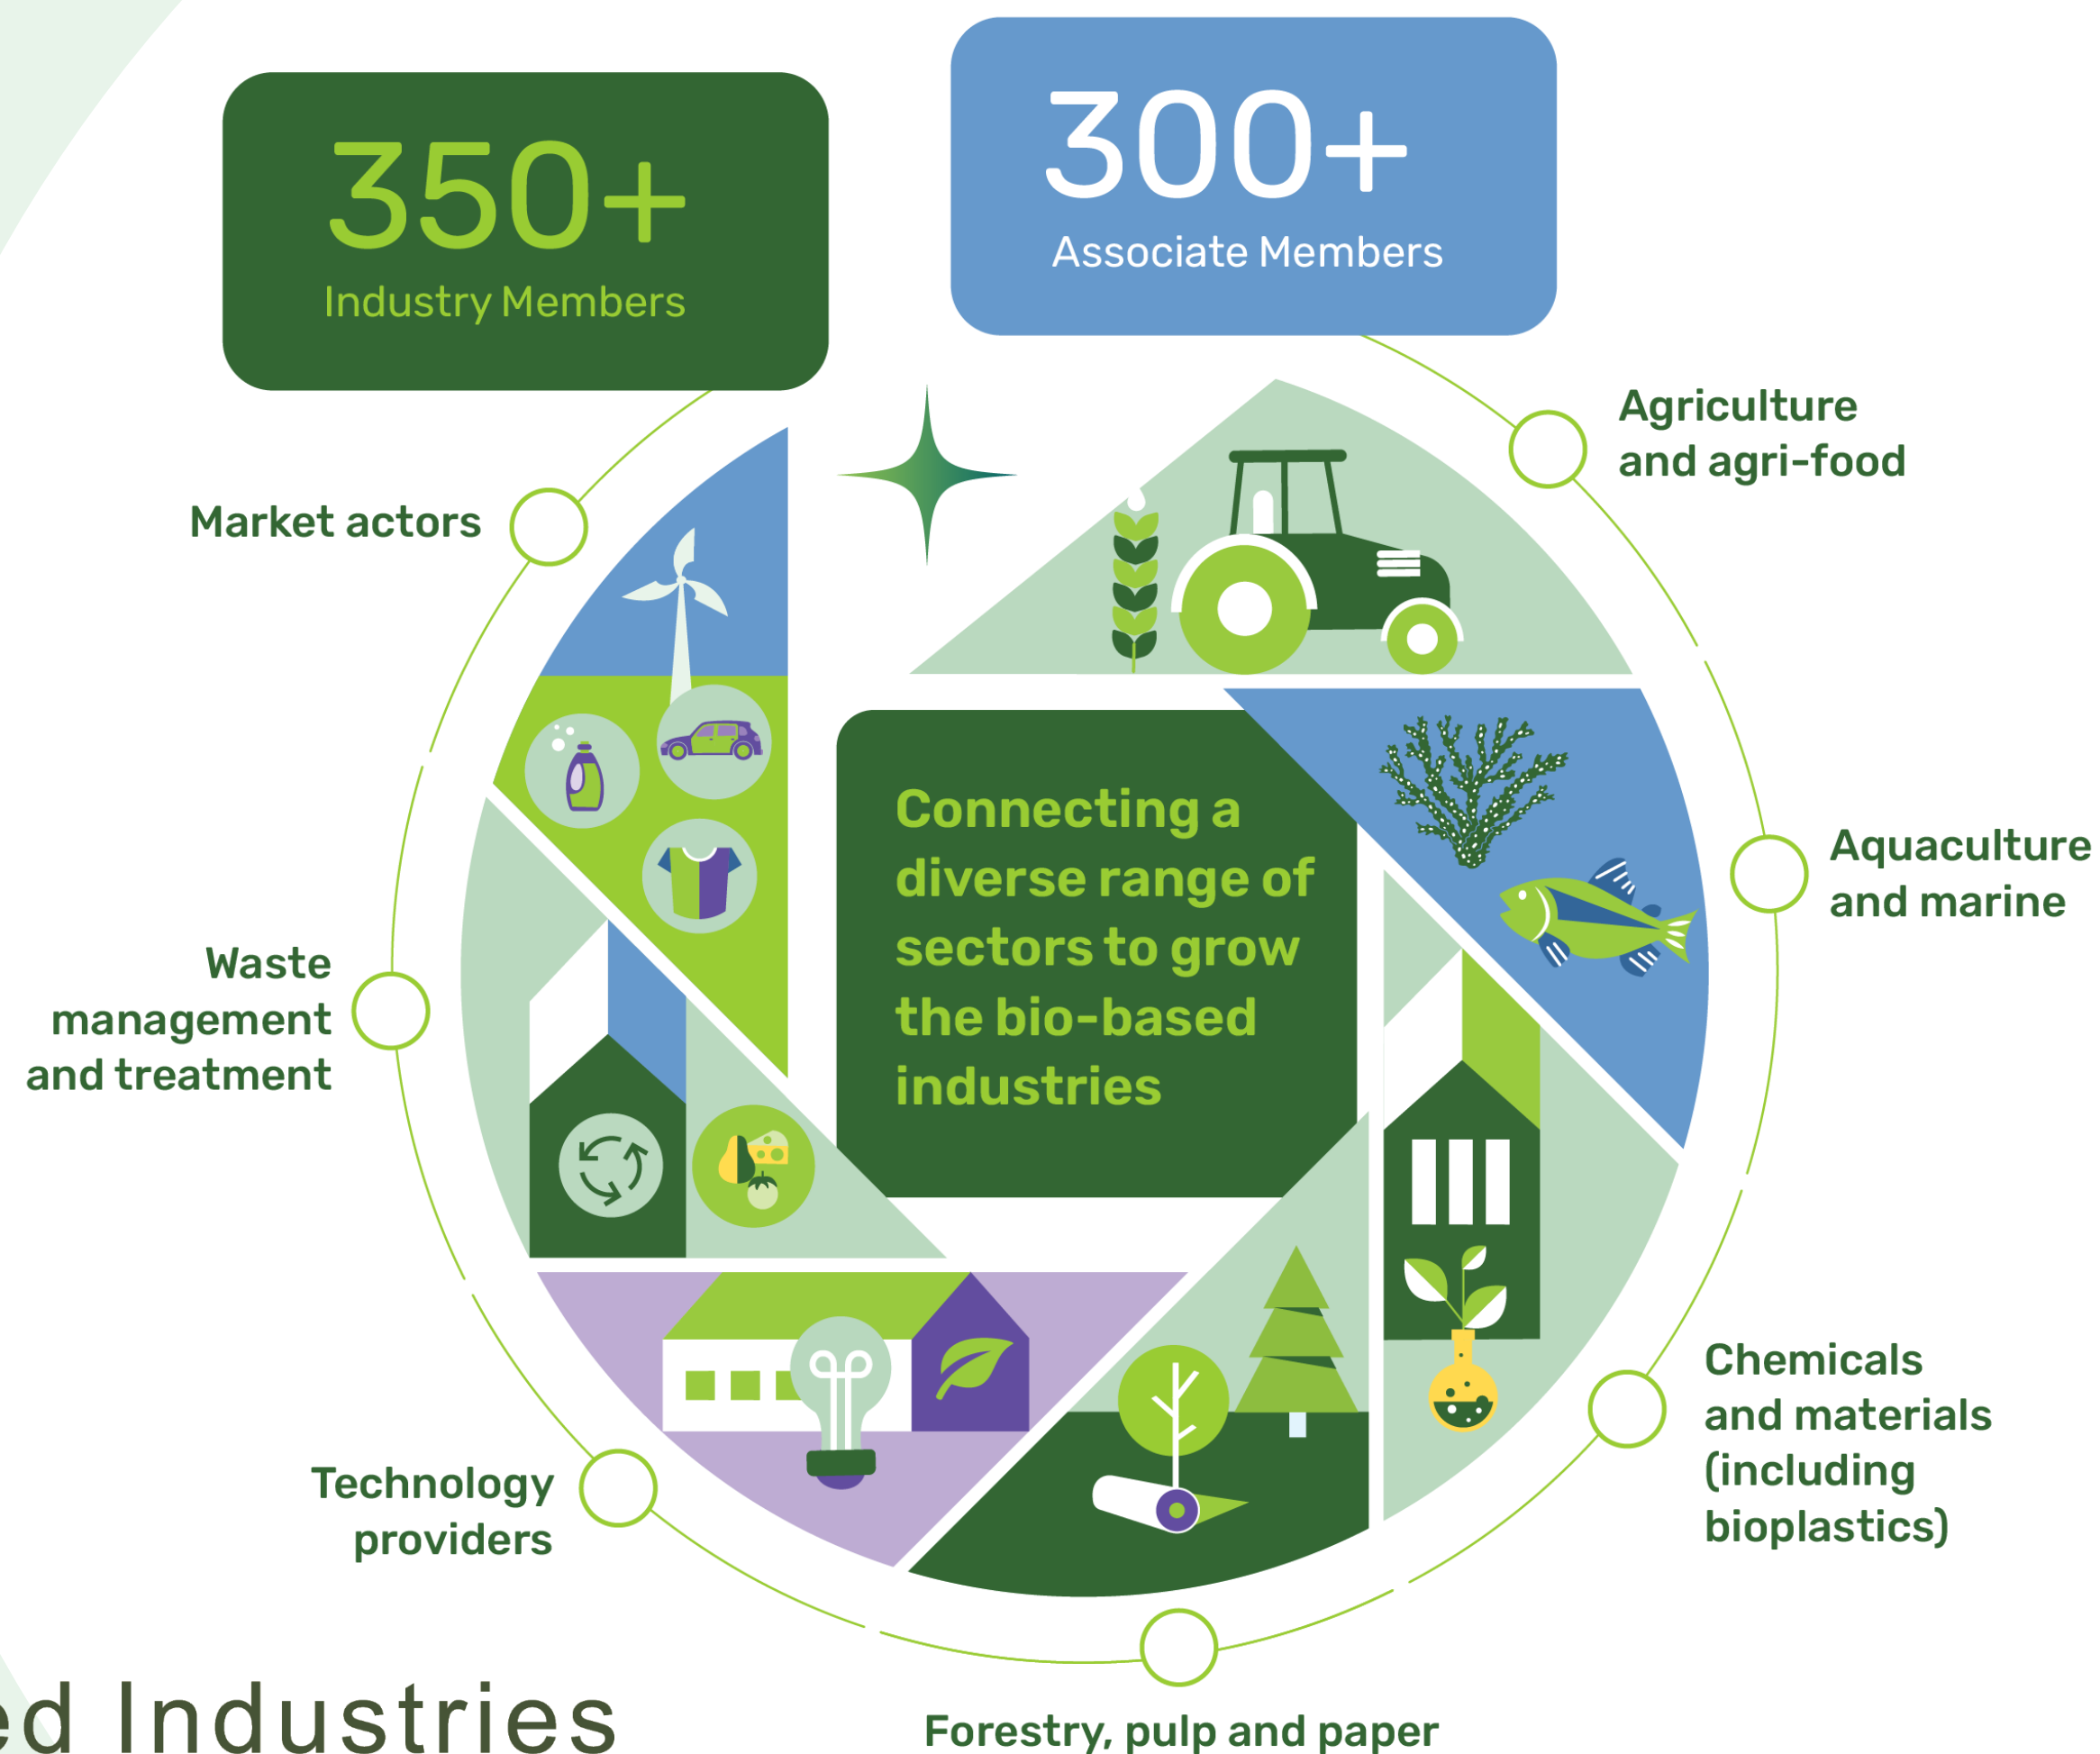 350+
Industry Members
300+
Associate Members
Agriculture
and agri-food
Market actors
Connecting a
diverse range of
sectors to grow
the bio-based
industries
Aquaculture
and marine
Waste
management
and treatment
Chemicals
and materials
(including
bioplastics)
Technology
providers
Forestry, pulp and paper
ed Industries